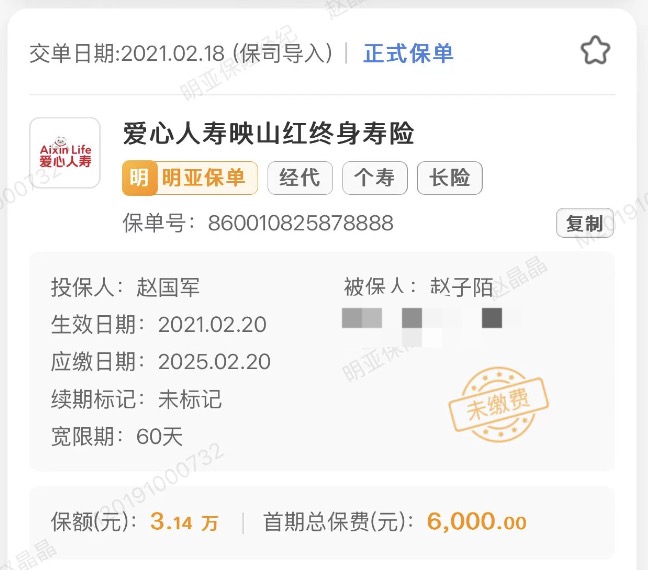 交单日期:2021.02.18 (保司导入) | 正式保单
Aixin Life
爱心人寿
爱心人寿映山红终身寿险
明 明亚保单 经代 个寿 长险
保单号：860010825878888 复制
投保人：赵国军 被保人：赵子陌
生效日期：2021.02.20
应缴日期：2025.02.20
续期标记：未标记
未缴费
宽限期：60天
保额(元)：3.14 万 | 首期总保费(元)：6,000.00
赵晶晶